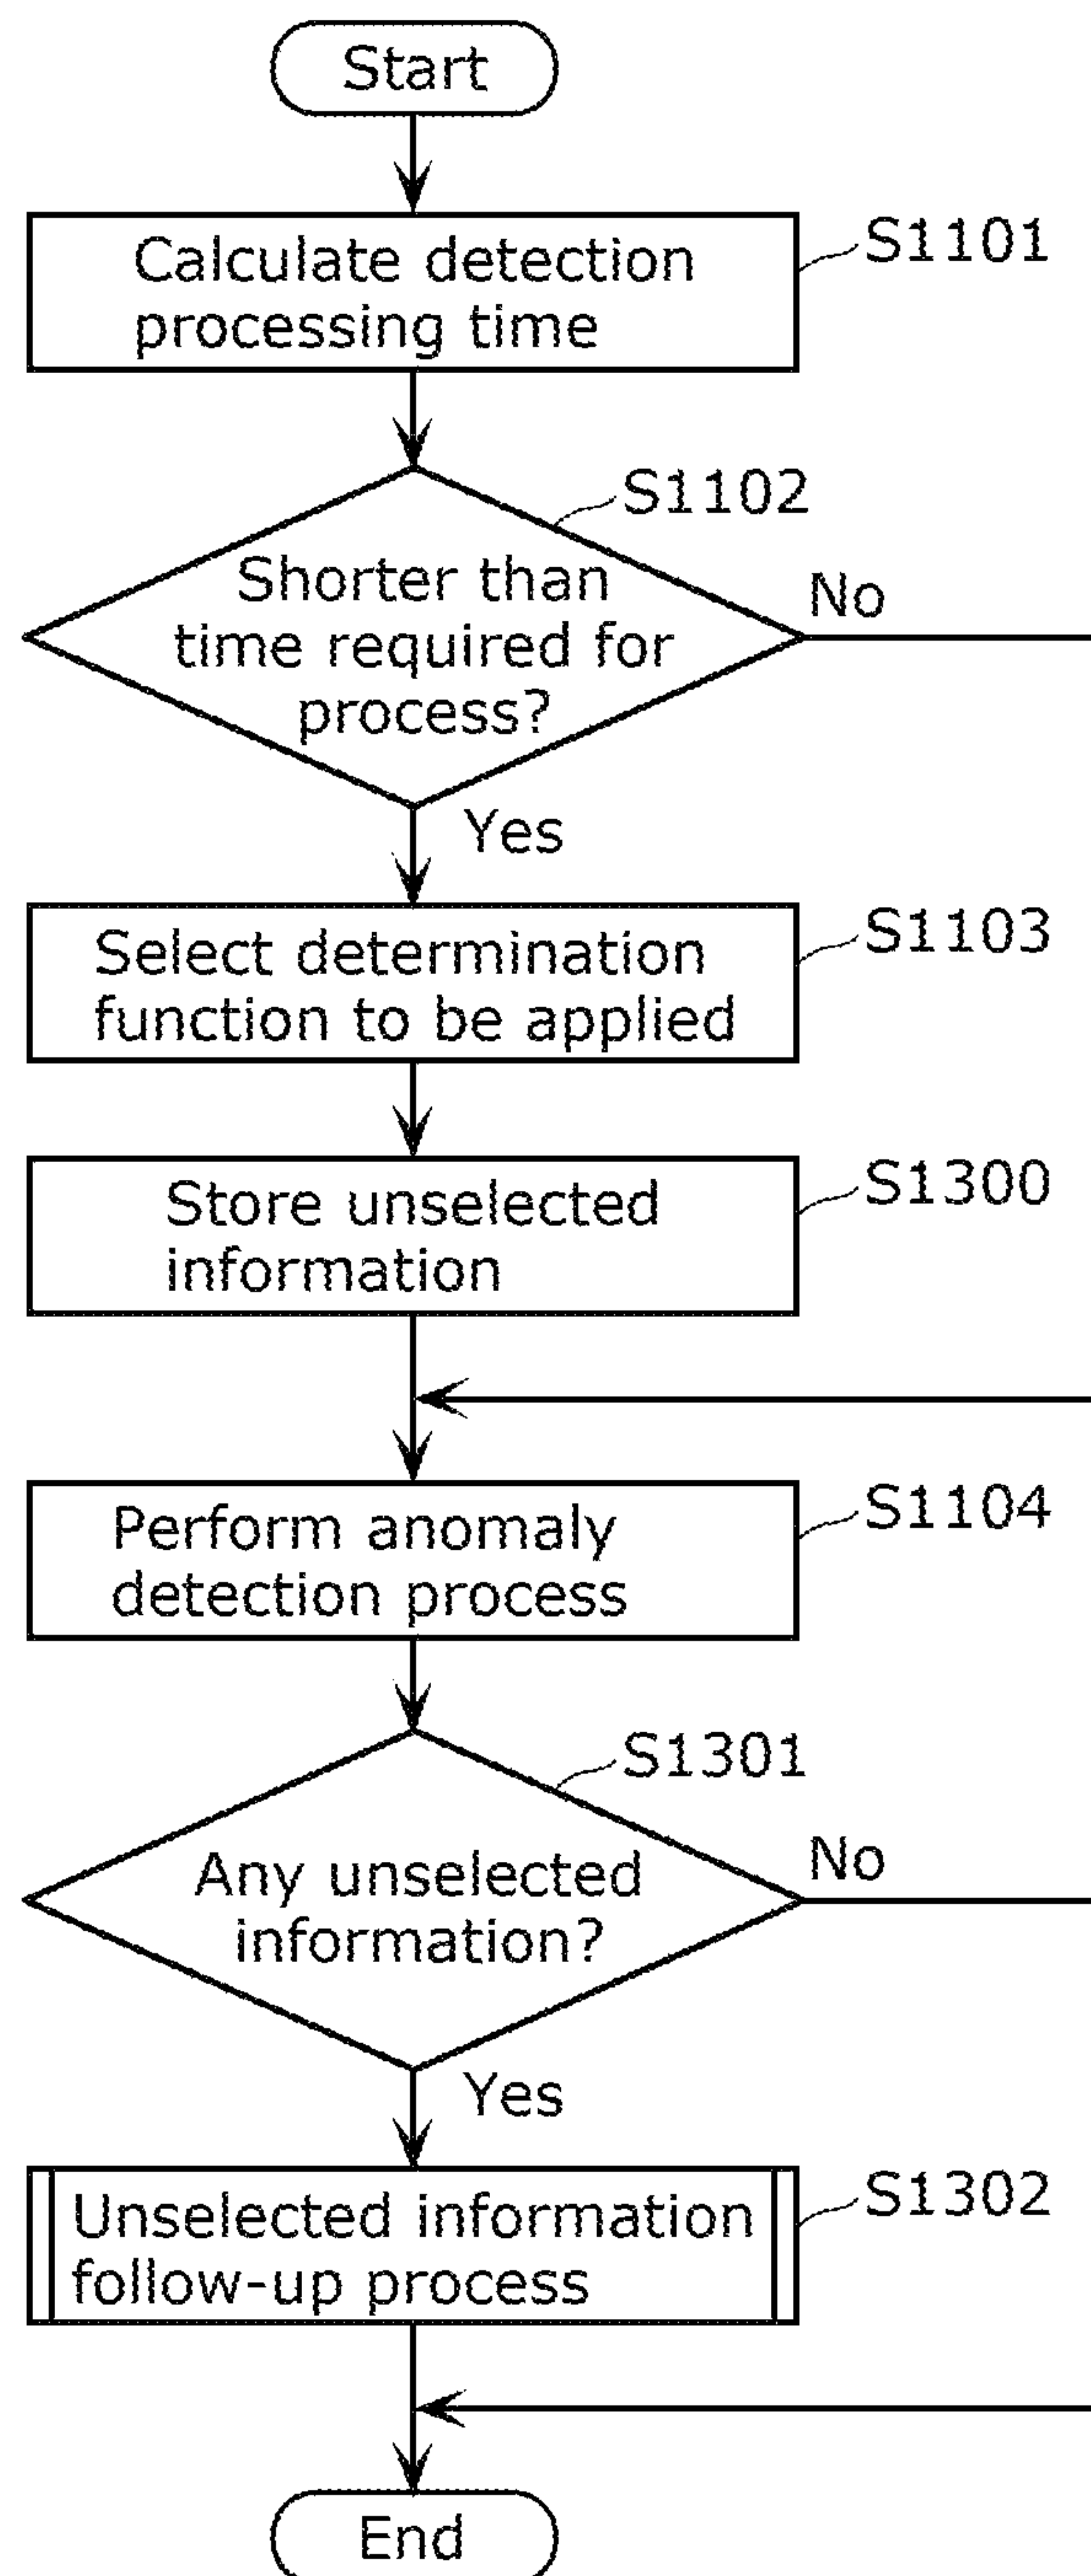 Start
Calculate detection
processing time
S1101
S1102
Shorter than
time required for
process?
No
Yes
Select determination
function to be applied
S1103
Store unselected
information
S1300
Perform anomaly
detection process
S1104
S1301
Any unselected
information?
No
Yes
Unselected information
follow-up process
S1302
End